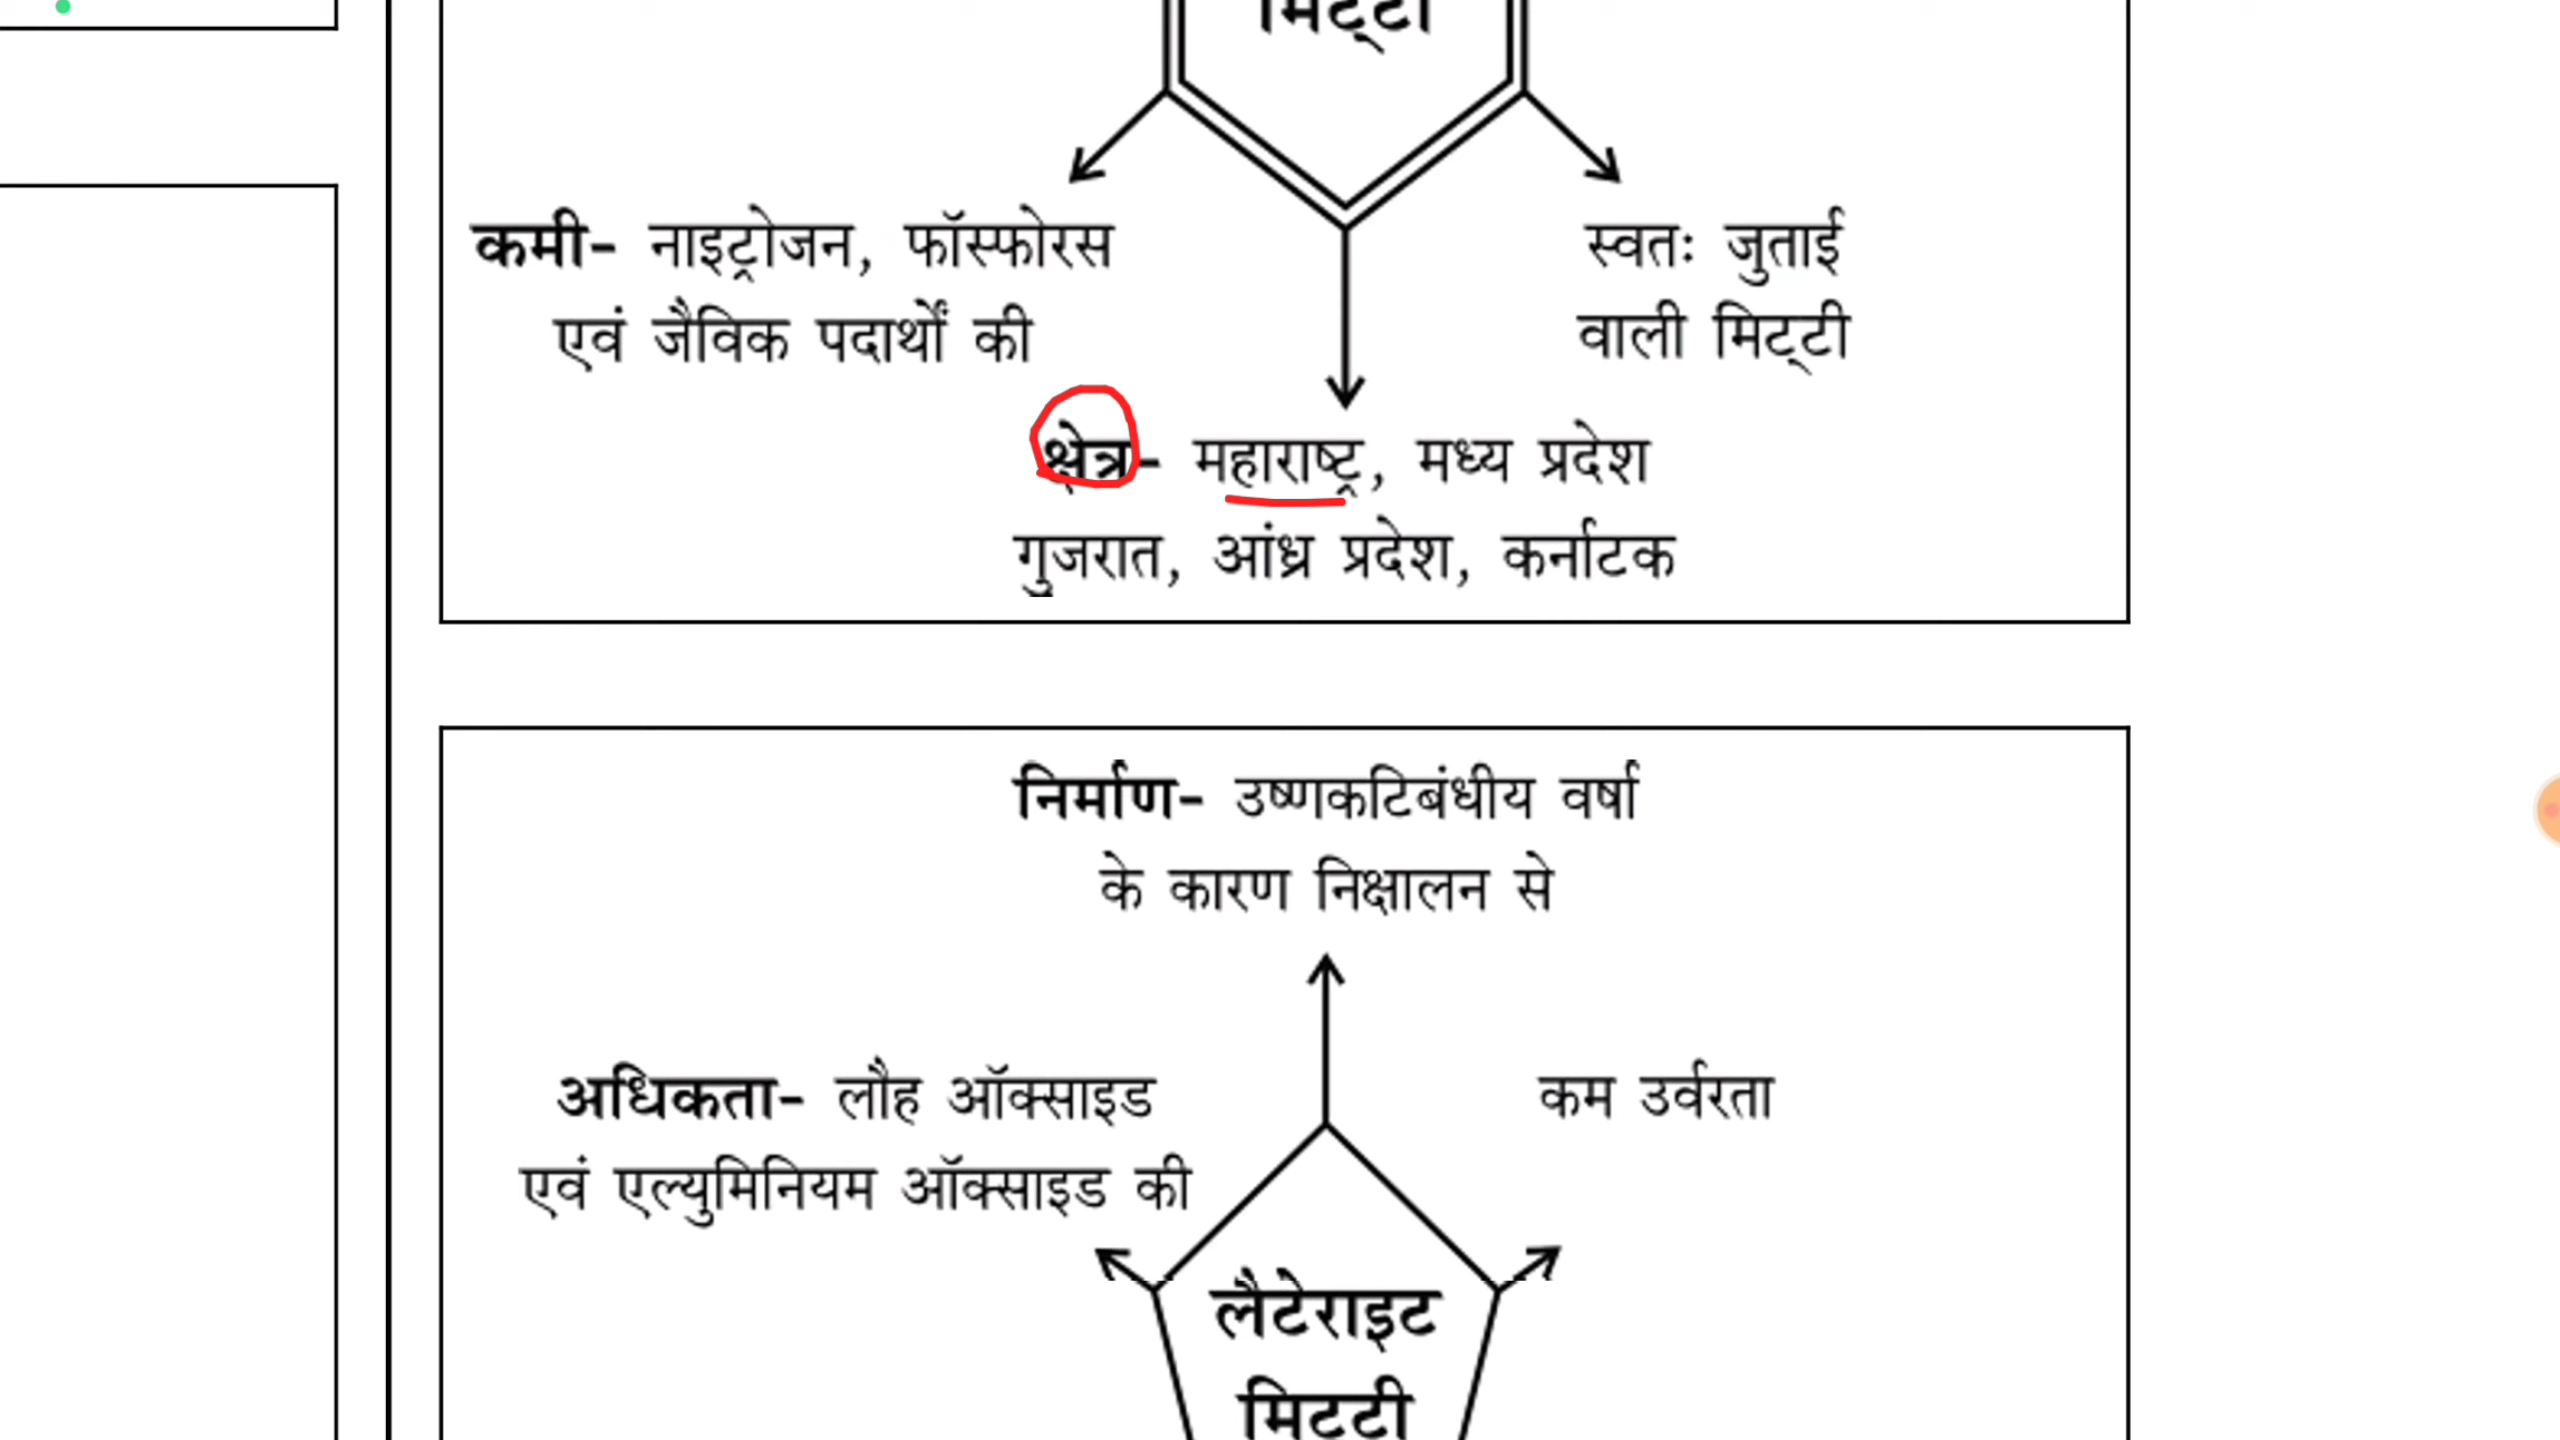 मिट्टी
कमी- नाइट्रोजन, फॉस्फोरस
एवं जैविक पदार्थों की
स्वतः जुताई
वाली मिट्टी
क्षेत्र- महाराष्ट्र, मध्य प्रदेश
गुजरात, आंध्र प्रदेश, कर्नाटक
निर्माण- उष्णकटिबंधीय वर्षा
के कारण निक्षालन से
अधिकता- लौह ऑक्साइड
एवं एल्युमिनियम ऑक्साइड की
कम उर्वरता
लैटेराइट
मिटटी